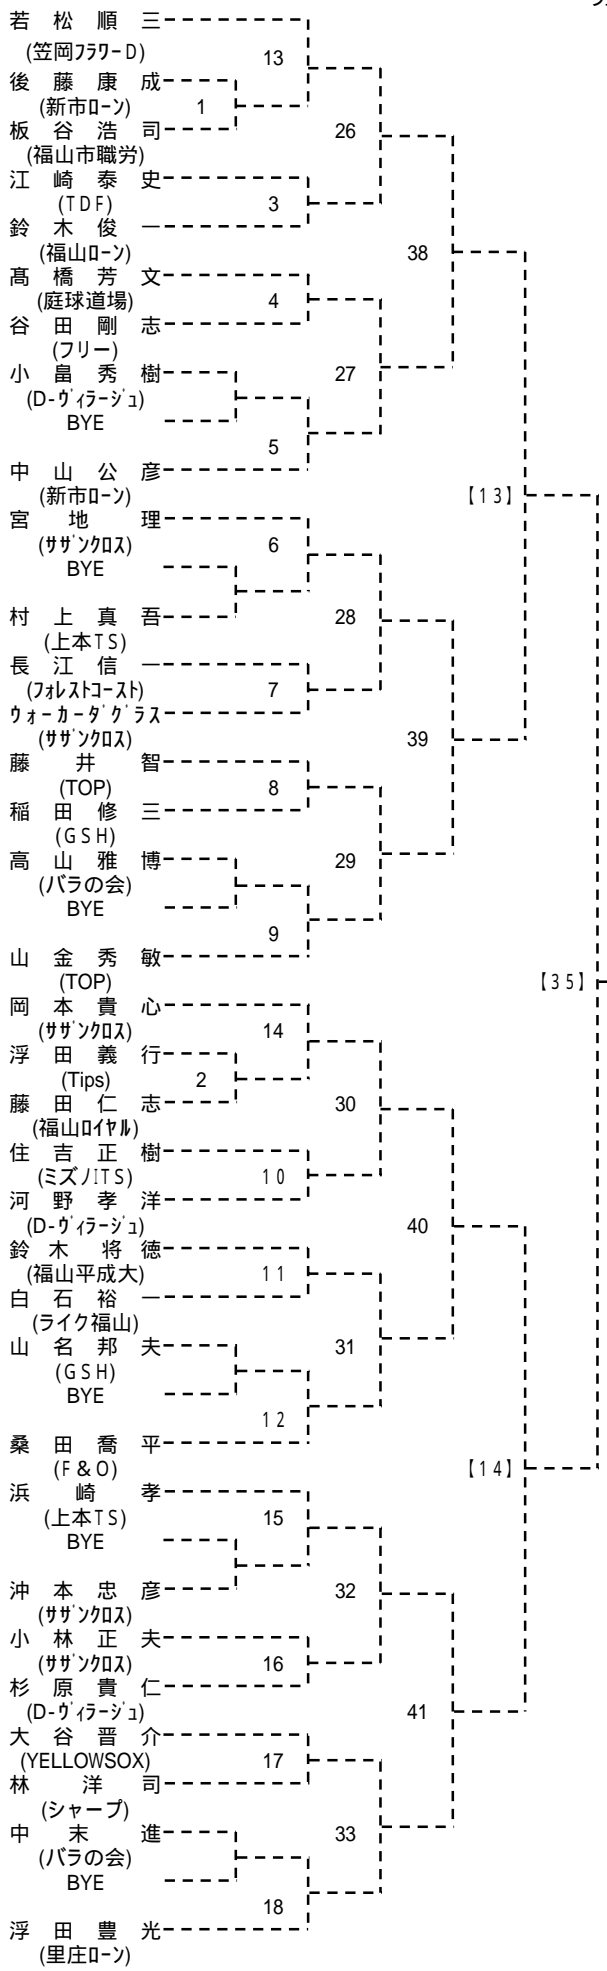 若 松 順 三
(笠岡ﾌﾗﾜｰD)
13
後 藤 康 成
(新市ﾛｰﾝ)
1
板 谷 浩 司
(福山市職労)
26
江 崎 泰 史
(TDF)
3
鈴 木 俊 一
(福山ﾛｰﾝ)
38
髙 橋 芳 文
(庭球道場)
4
谷 田 剛 志
(フリー)
小 畠 秀 樹
27
(D-ｳﾞｨﾗｰｼﾞｭ)
BYE
5
中 山 公 彦
(新市ﾛｰﾝ)
【13】
宮 地 理
(ｻｻﾞﾝｸﾛｽ)
6
BYE
村 上 真 吾
28
(上本TS)
長 江 信 一
(ﾌｫﾚｽﾄｺｰｽﾄ)
7
ウォーカーダグラス
(ｻｻﾞﾝｸﾛｽ)
39
藤 井 智
(TOP)
8
稲 田 修 三
(GSH)
高 山 雅 博
29
(バラの会)
BYE
9
山 金 秀 敏
(TOP)
【35】
岡 本 貴 心
(ｻｻﾞﾝｸﾛｽ)
14
浮 田 義 行
(Tips)
2
藤 田 仁 志
30
(福山ﾛｲﾔﾙ)
住 吉 正 樹
(ミズノITS)
10
河 野 孝 洋
(D-ｳﾞｨﾗｰｼﾞｭ)
40
鈴 木 将 徳
(福山平成大)
11
白 石 裕 一
(ライク福山)
山 名 邦 夫
31
(GSH)
BYE
12
桑 田 喬 平
(F&O)
【14】
浜 崎 孝
(上本TS)
15
BYE
沖 本 忠 彦
32
(ｻｻﾞﾝｸﾛｽ)
小 林 正 夫
(ｻｻﾞﾝｸﾛｽ)
16
杉 原 貴 仁
(D-ｳﾞｨﾗｰｼﾞｭ)
41
大 谷 晋 介
(YELLOWSOX)
17
林 洋 司
(シャープ)
中 末 進
33
(バラの会)
BYE
18
浮 田 豊 光
(里庄ﾛｰﾝ)